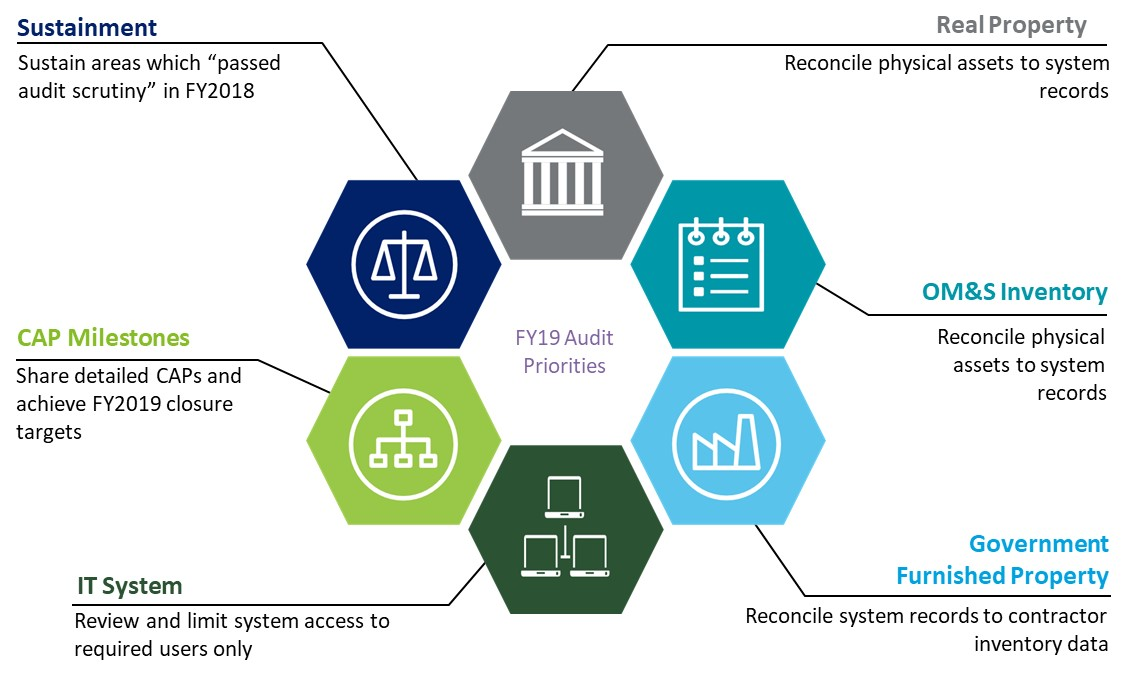 Sustainment
Sustain areas which “passed
audit scrutiny” in FY2018
Real Property
Reconcile physical assets to system
records
OM&S Inventory
Reconcile physical
assets to system
records
FY19 Audit
Priorities
CAP Milestones
Share detailed CAPs and
achieve FY2019 closure
targets
Government
Furnished Property
Reconcile system records to contractor
inventory data
IT System
Review and limit system access to
required users only